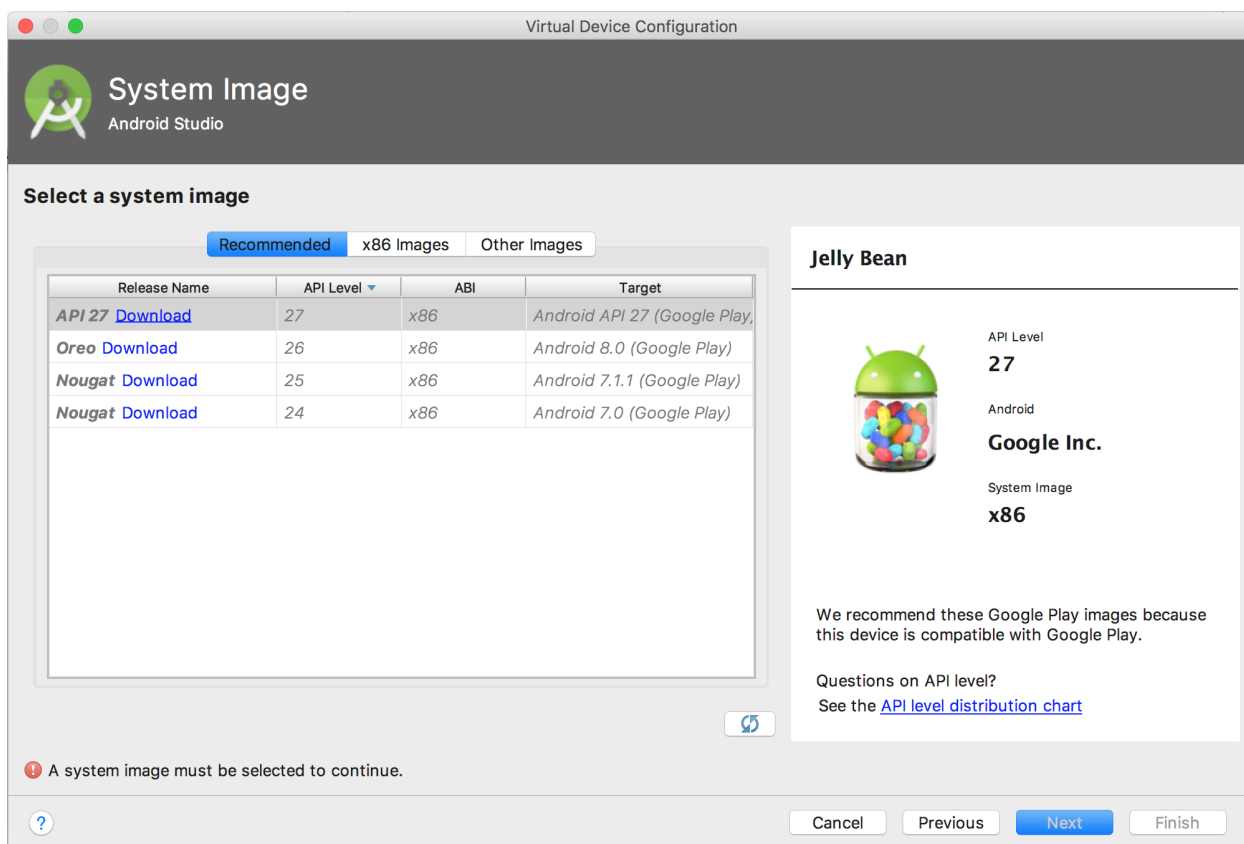 Virtual Device Configuration
System Image
Android Studio
Select a system image
Recommended x86 Images Other Images
Release Name API Level ABI Target
API 27 Download 27 x86 Android API 27 (Google Play)
Oreo Download 26 x86 Android 8.0 (Google Play)
Nougat Download 25 x86 Android 7.1.1 (Google Play)
Nougat Download 24 x86 Android 7.0 (Google Play)
Jelly Bean
API Level
27
Android
Google Inc.
System Image
x86
We recommend these Google Play images because
this device is compatible with Google Play.
Questions on API level?
See the API level distribution chart
! A system image must be selected to continue.
? Cancel Previous Next Finish